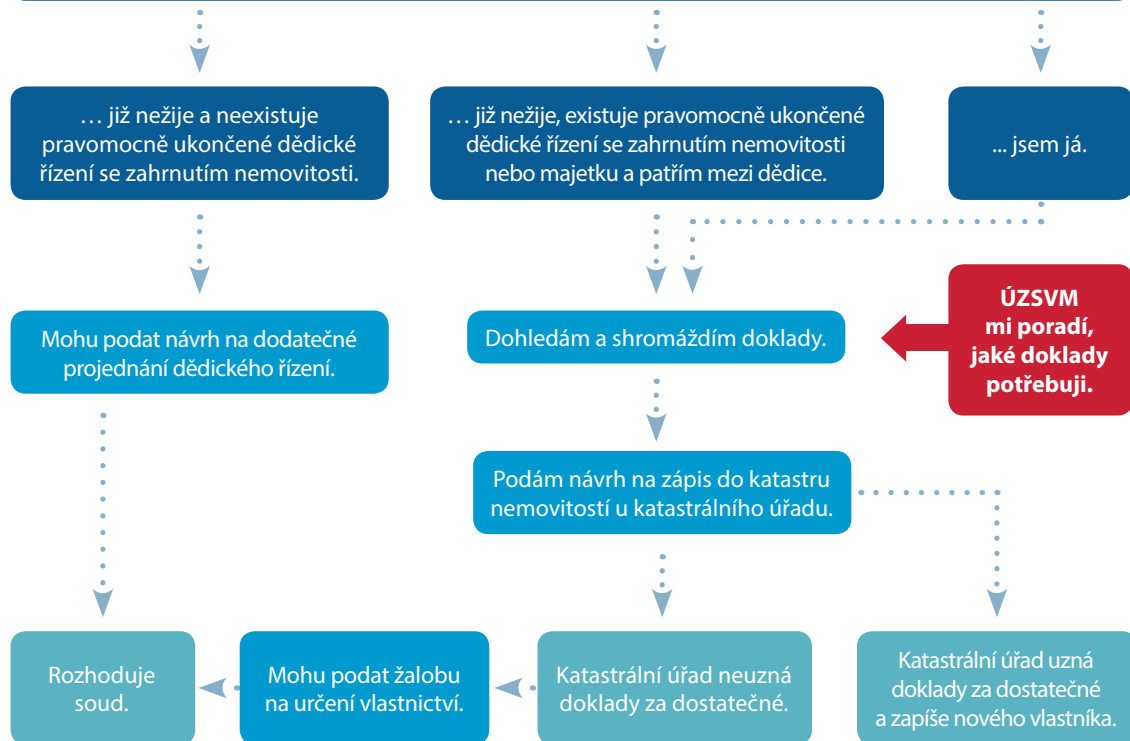 … již nežije a neexistuje
pravomocně ukončené dědické
řízení se zahrnutím nemovitosti.
… již nežije, existuje pravomocně ukončené
dědické řízení se zahrnutím nemovitosti
nebo majetku a patřím mezi dědice.
... jsem já.
Mohu podat návrh na dodatečné
projednání dědického řízení.
Dohledám a shromáždím doklady.
ÚZSVM
mi poradí,
jaké doklady
potřebuji.
Podám návrh na zápis do katastru
nemovitostí u katastrálního úřadu.
Rozhoduje
soud.
Mohu podat žalobu
na určení vlastnictví.
Katastrální úřad neuzná
doklady za dostatečné.
Katastrální úřad uzná
doklady za dostatečné
a zapíše nového vlastníka.